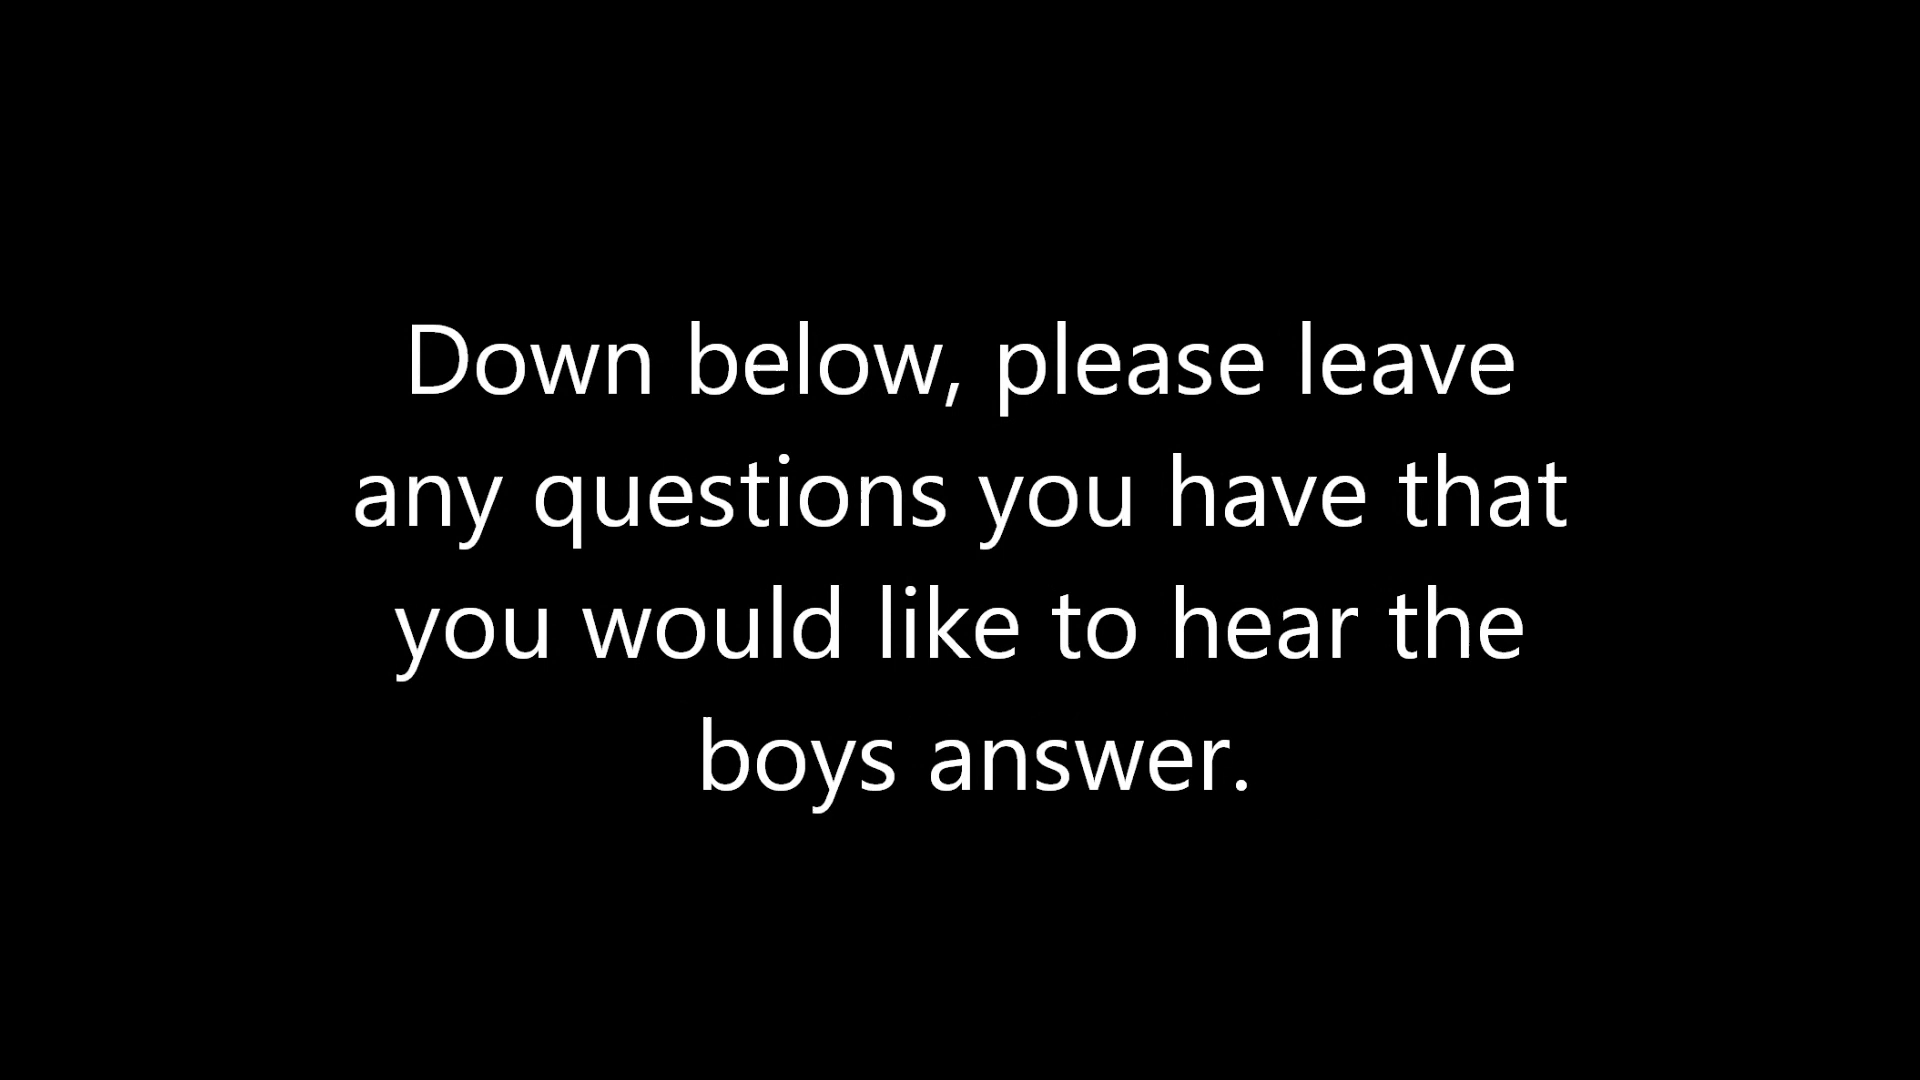 Down below, please leave
any questions you have that
you would like to hear the
boys answer.